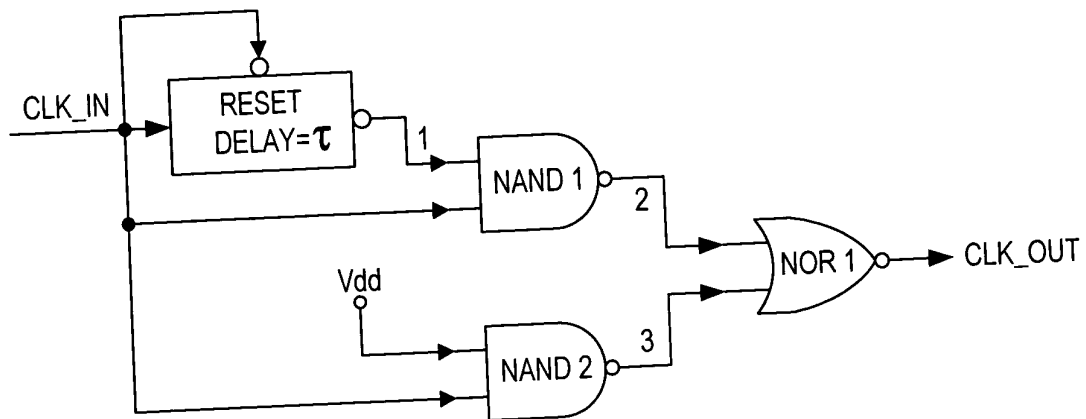 CLK_IN
RESET
DELAY=τ
1
NAND 1
2
NOR 1
CLK_OUT
Vdd
NAND 2
3